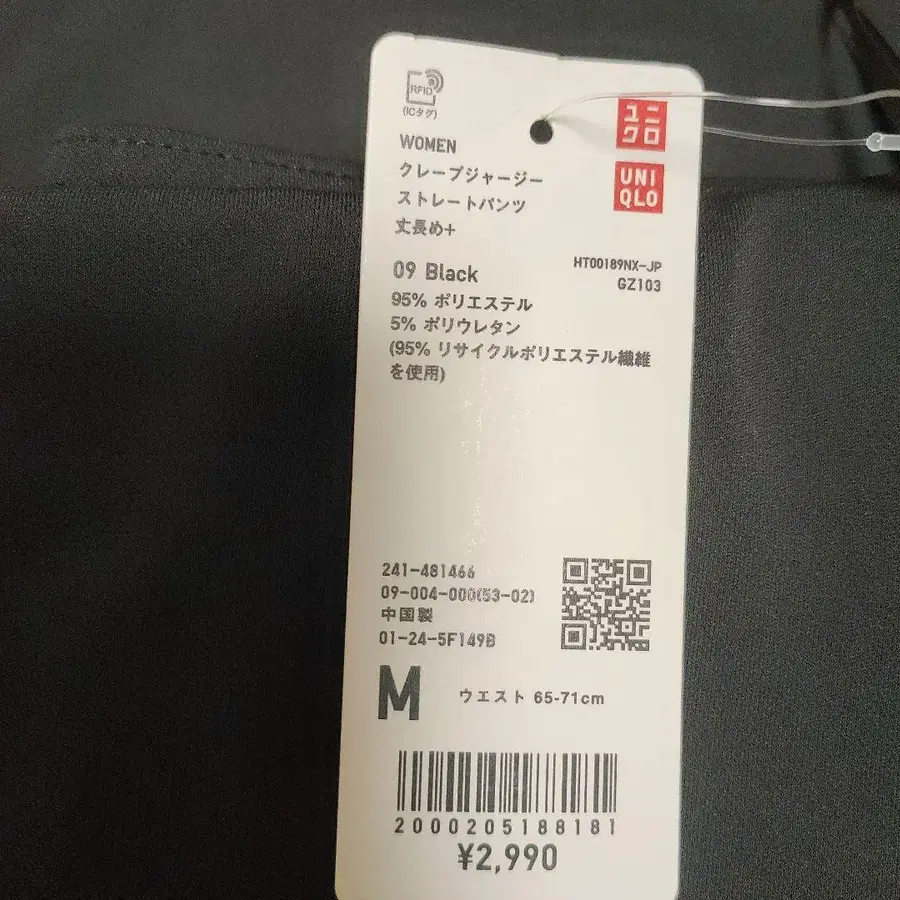 RFID
(ICタグ)
ユニ
クロ
UNI
QLO
WOMEN
クレープジャージー
ストレートパンツ
丈長め+
09 Black
HT00189NX-JP
GZ103
95% ポリエステル
5% ポリウレタン
(95% リサイクルポリエステル繊維
を使用)
241-481466
09-004-000(53-02)
中国製
01-24-5F149B
M ウエスト 65-71cm
2000205188181
¥2,990